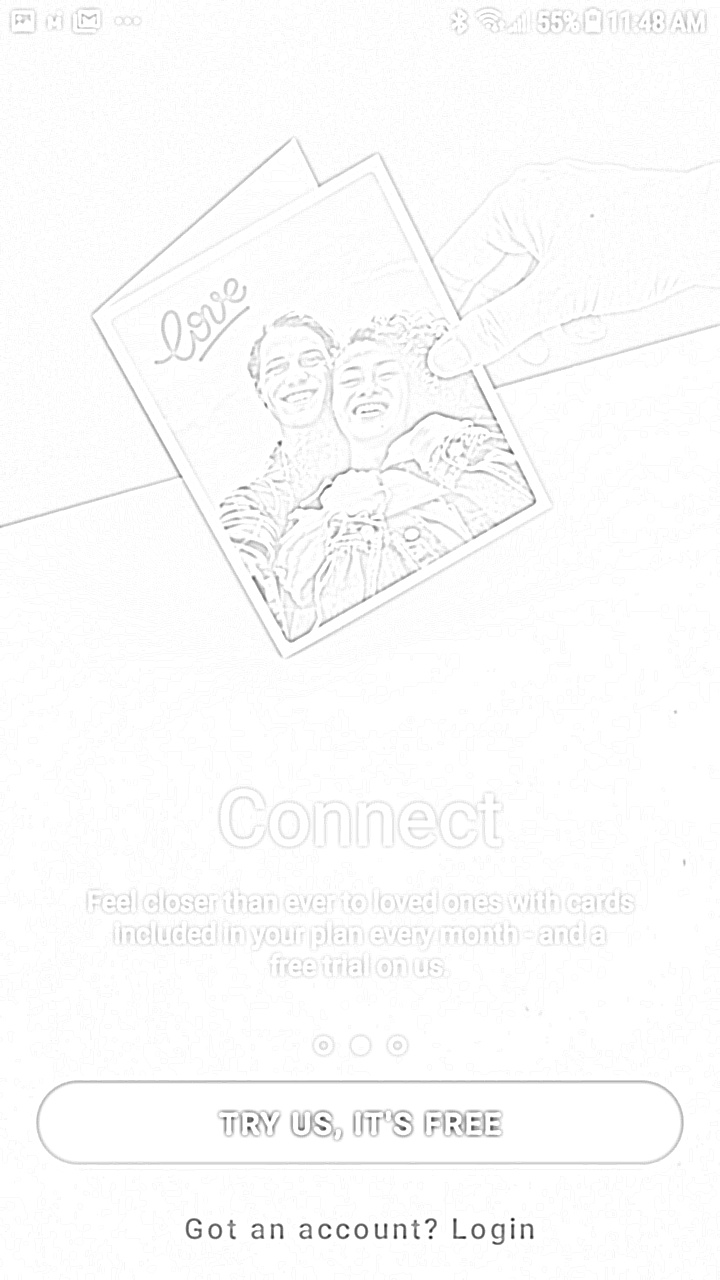 55% 11:48 AM
love
Connect
Feel closer than ever to loved ones with cards
included in your plan every month - and a
free trial on us.
TRY US, IT'S FREE
Got an account? Login